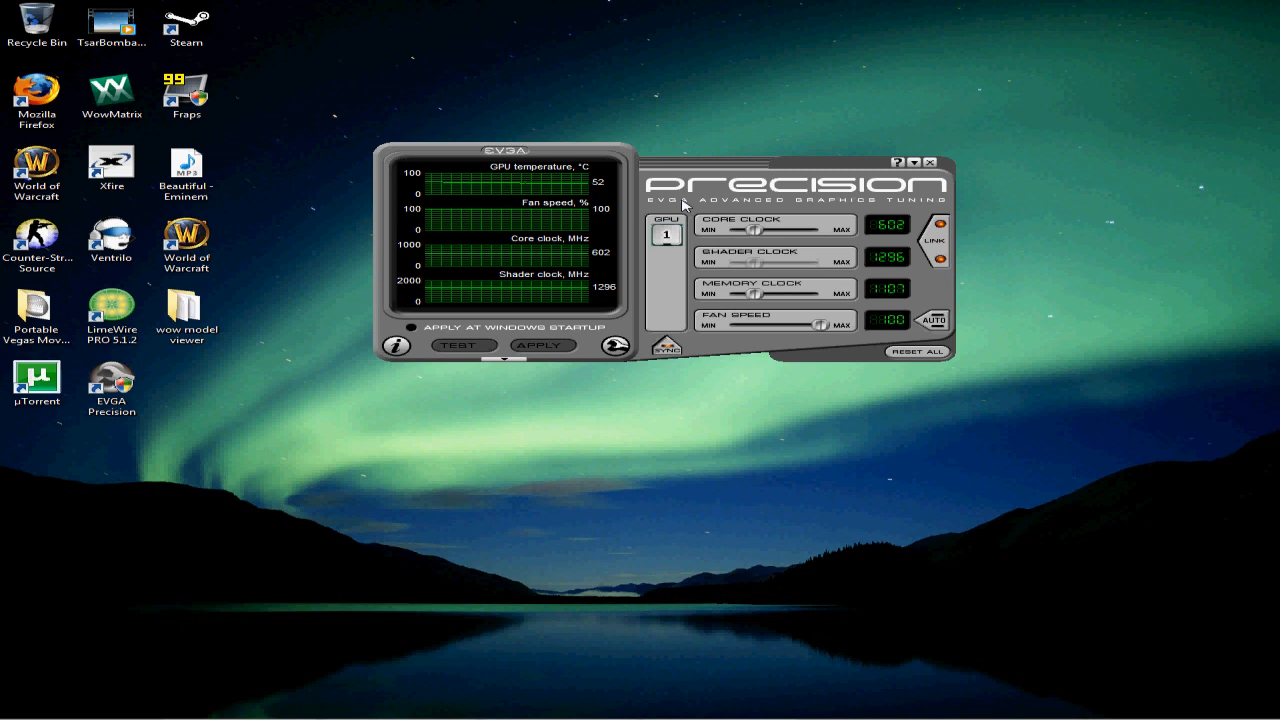 Recycle Bin
TsarBomba...
Steam
99
Mozilla
Firefox
WowMatrix
Fraps
World of
Warcraft
Xfire
MP3
Beautiful -
Eminem
Counter-Str...
Source
Ventrilo
World of
Warcraft
Portable
Vegas Mov...
LimeWire
PRO 5.1.2
wow model
viewer
µ
µTorrent
EVGA
Precision
EVGA
GPU temperature, °C
100
52
0
Fan speed, %
100
100
0
Core clock, MHz
1000
602
0
Shader clock, MHz
2000
1296
0
APPLY AT WINDOWS STARTUP
i
TEST
APPLY
?
precision
EVGA ADVANCED GRAPHICS TUNING
GPU
1
SYNC
CORE CLOCK
MIN
MAX
602
SHADER CLOCK
MIN
MAX
1296
LINK
MEMORY CLOCK
MIN
MAX
1107
FAN SPEED
MIN
MAX
100
AUTO
RESET ALL